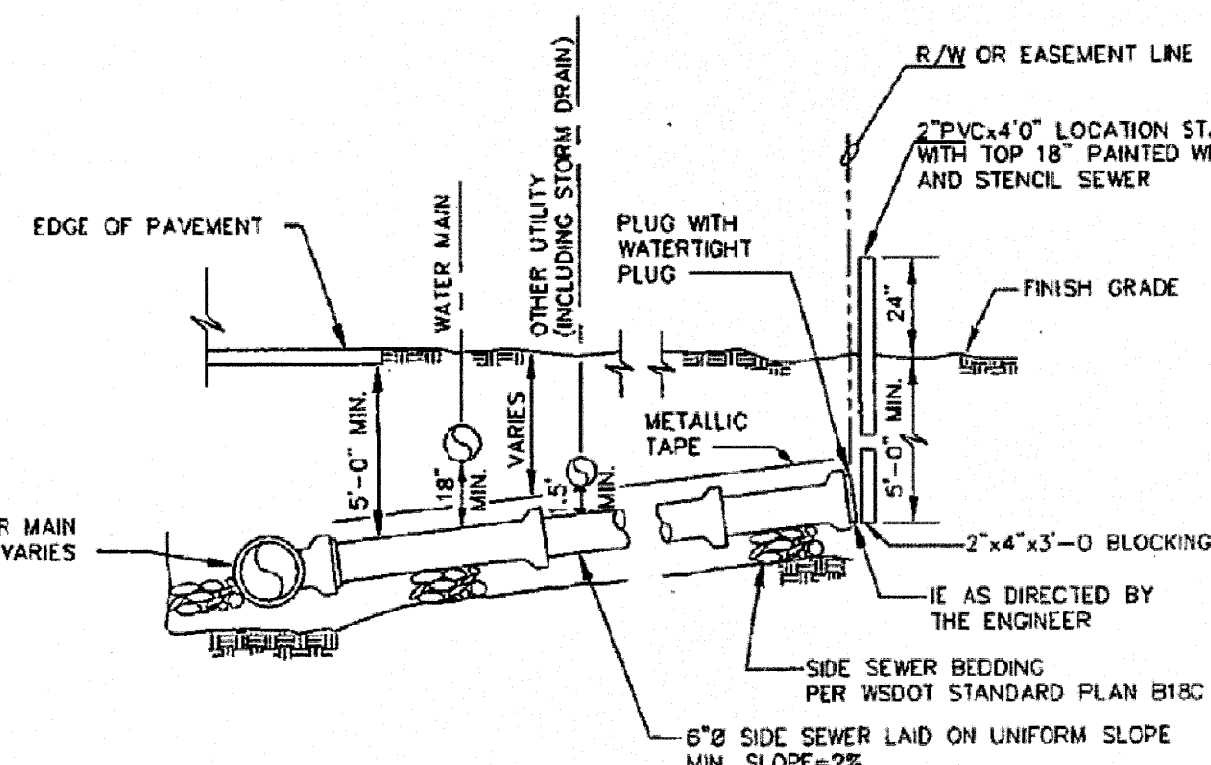 R/W OR EASEMENT LINE
2"PVCx4'0" LOCATION ST
WITH TOP 18" PAINTED
AND STENCIL SEWER
EDGE OF PAVEMENT
WATER MAIN
OTHER UTILITY
(INCLUDING STORM DRAIN)
PLUG WITH
WATERTIGHT
PLUG
24"
FINISH GRADE
5'-0" MIN.
18"
MIN.
VARIES
1.5'
MIN.
METALLIC
TAPE
5'-0" MIN.
R MAIN
VARIES
2"x4"x3'-0 BLOCKING
IE AS DIRECTED BY
THE ENGINEER
SIDE SEWER BEDDING
PER WSDOT STANDARD PLAN B18C
6"Ø SIDE SEWER LAID ON UNIFORM SLOPE
MIN. SLOPE=2%